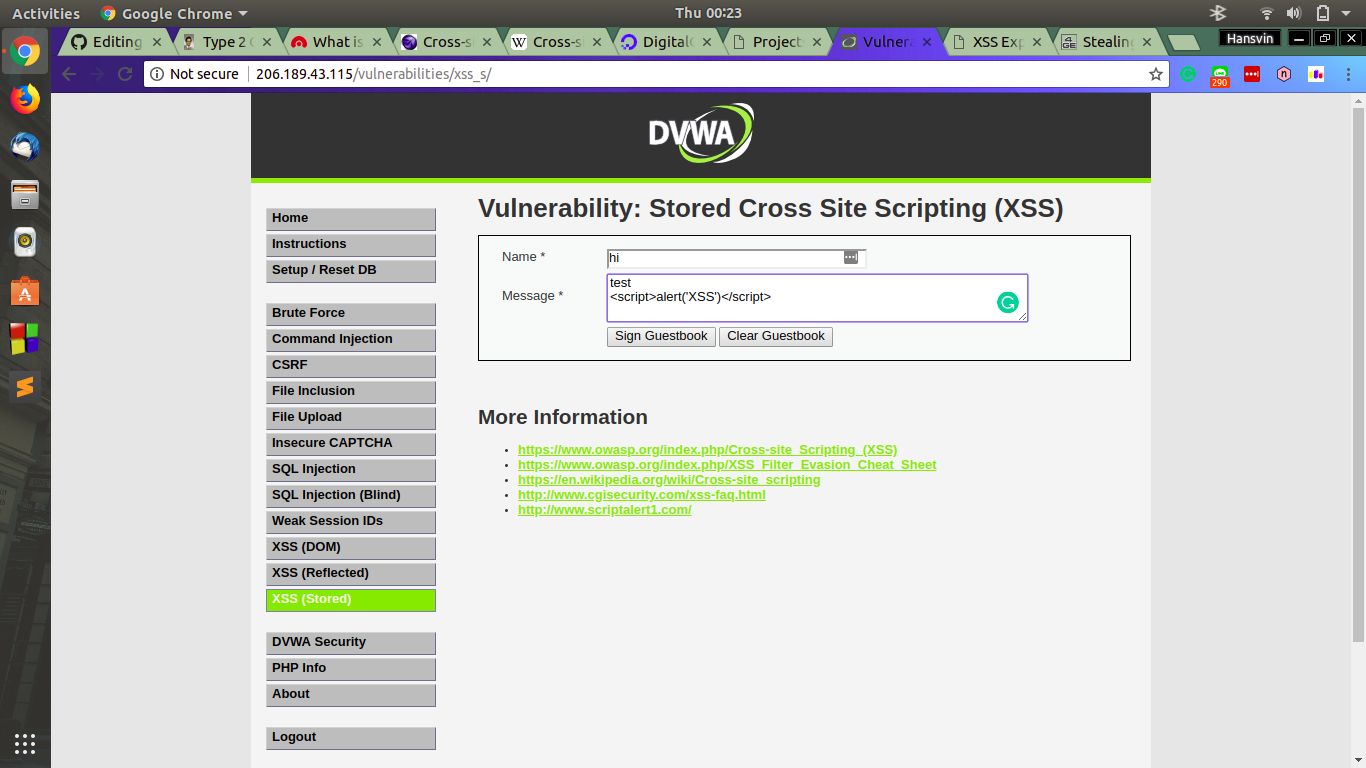 Activities Google Chrome Thu 00:23
Editing Type 2 What is Cross-s Cross-s Digital Project Vulnera XSS Exp Stealing Hansvin
Not secure 206.189.43.115/vulnerabilities/xss_s/ 290
DVWA
Vulnerability: Stored Cross Site Scripting (XSS)
Home
Instructions
Setup / Reset DB
Brute Force
Command Injection
CSRF
File Inclusion
File Upload
Insecure CAPTCHA
SQL Injection
SQL Injection (Blind)
Weak Session IDs
XSS (DOM)
XSS (Reflected)
XSS (Stored)
DVWA Security
PHP Info
About
Logout
Name * hi
Message * test
<script>alert('XSS')</script>
Sign Guestbook Clear Guestbook
More Information
https://www.owasp.org/index.php/Cross-site_Scripting_(XSS)
https://www.owasp.org/index.php/XSS_Filter_Evasion_Cheat_Sheet
https://en.wikipedia.org/wiki/Cross-site_scripting
http://www.cgisecurity.com/xss-faq.html
http://www.scriptalert1.com/